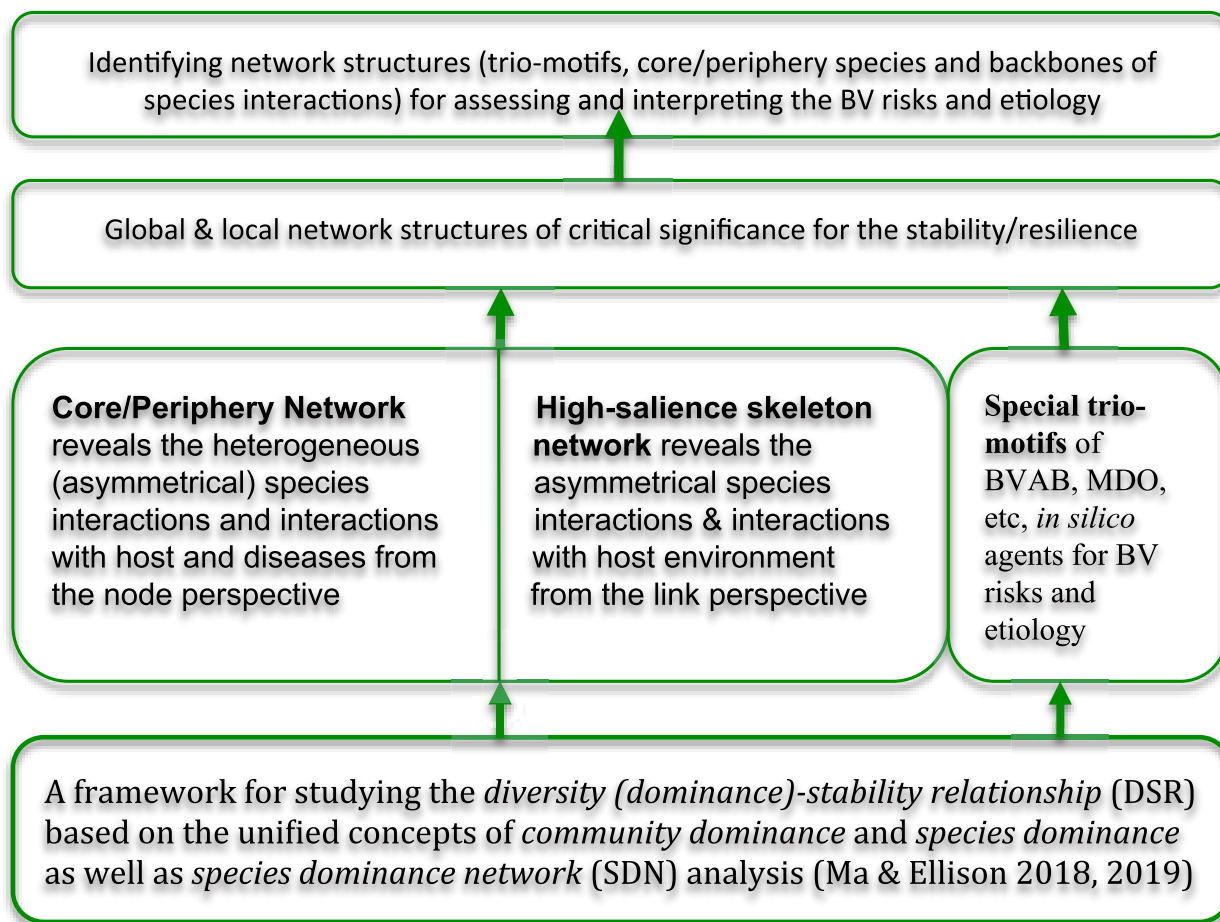 Identifying network structures (trio-motifs, core/periphery species and backbones of
species interactions) for assessing and interpreting the BV risks and etiology
Global & local network structures of critical significance for the stability/resilience
Core/Periphery Network
reveals the heterogeneous
(asymmetrical) species
interactions and interactions
with host and diseases from
the node perspective
High-salience skeleton
network reveals the
asymmetrical species
interactions & interactions
with host environment
from the link perspective
Special trio-
motifs of
BVAB, MDO,
etc, in silico
agents for BV
risks and
etiology
A framework for studying the diversity (dominance)-stability relationship (DSR)
based on the unified concepts of community dominance and species dominance
as well as species dominance network (SDN) analysis (Ma & Ellison 2018, 2019)